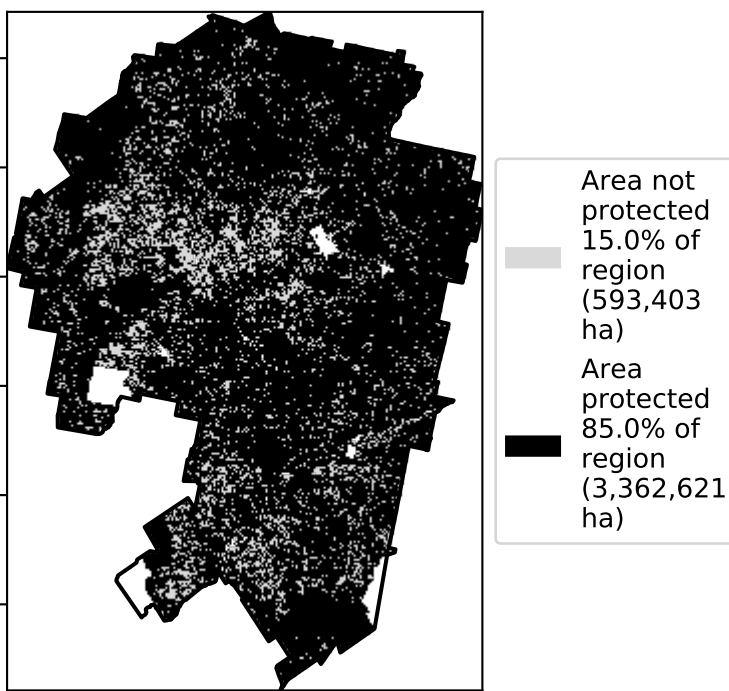 Area not
protected
15.0% of
region
(593,403
ha)
Area
protected
85.0% of
region
(3,362,621
ha)